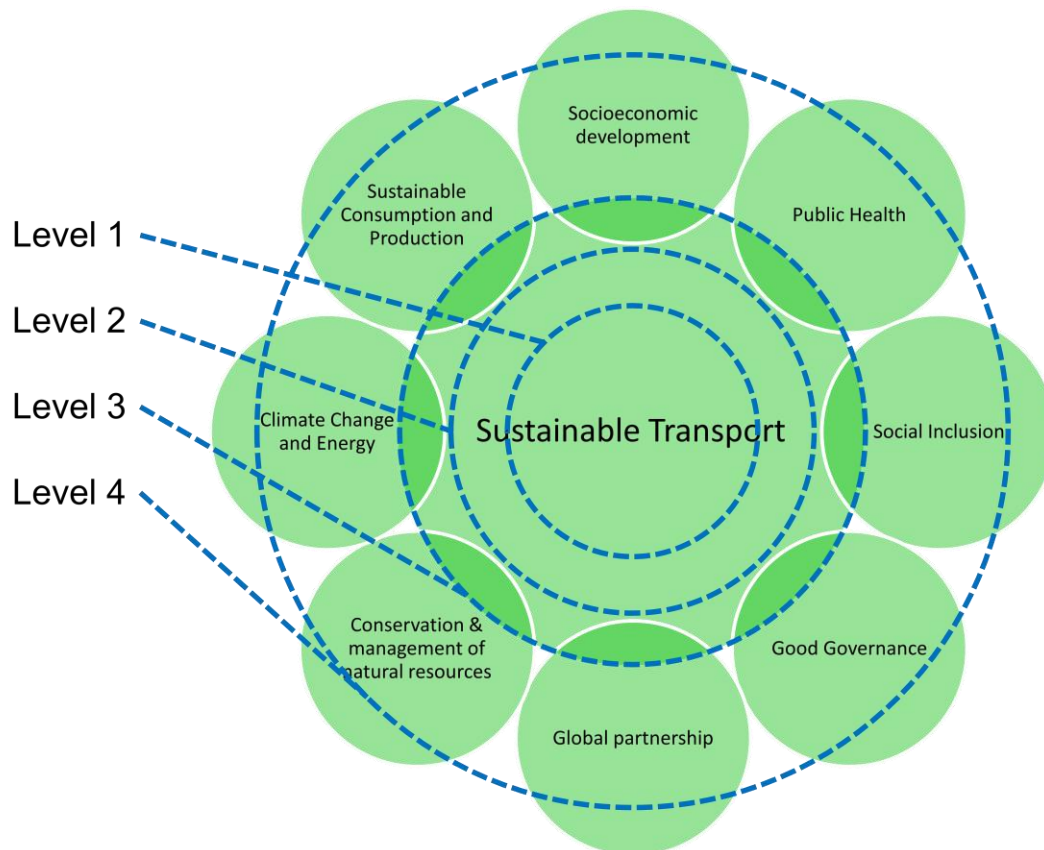 Socioeconomic
development
Sustainable
Consumption and
Production
Public Health
Level 1
Level 2
Level 3
Level 4
Climate Change
and Energy
Sustainable Transport
Social Inclusion
Conservation &
management of
natural resources
Good Governance
Global partnership